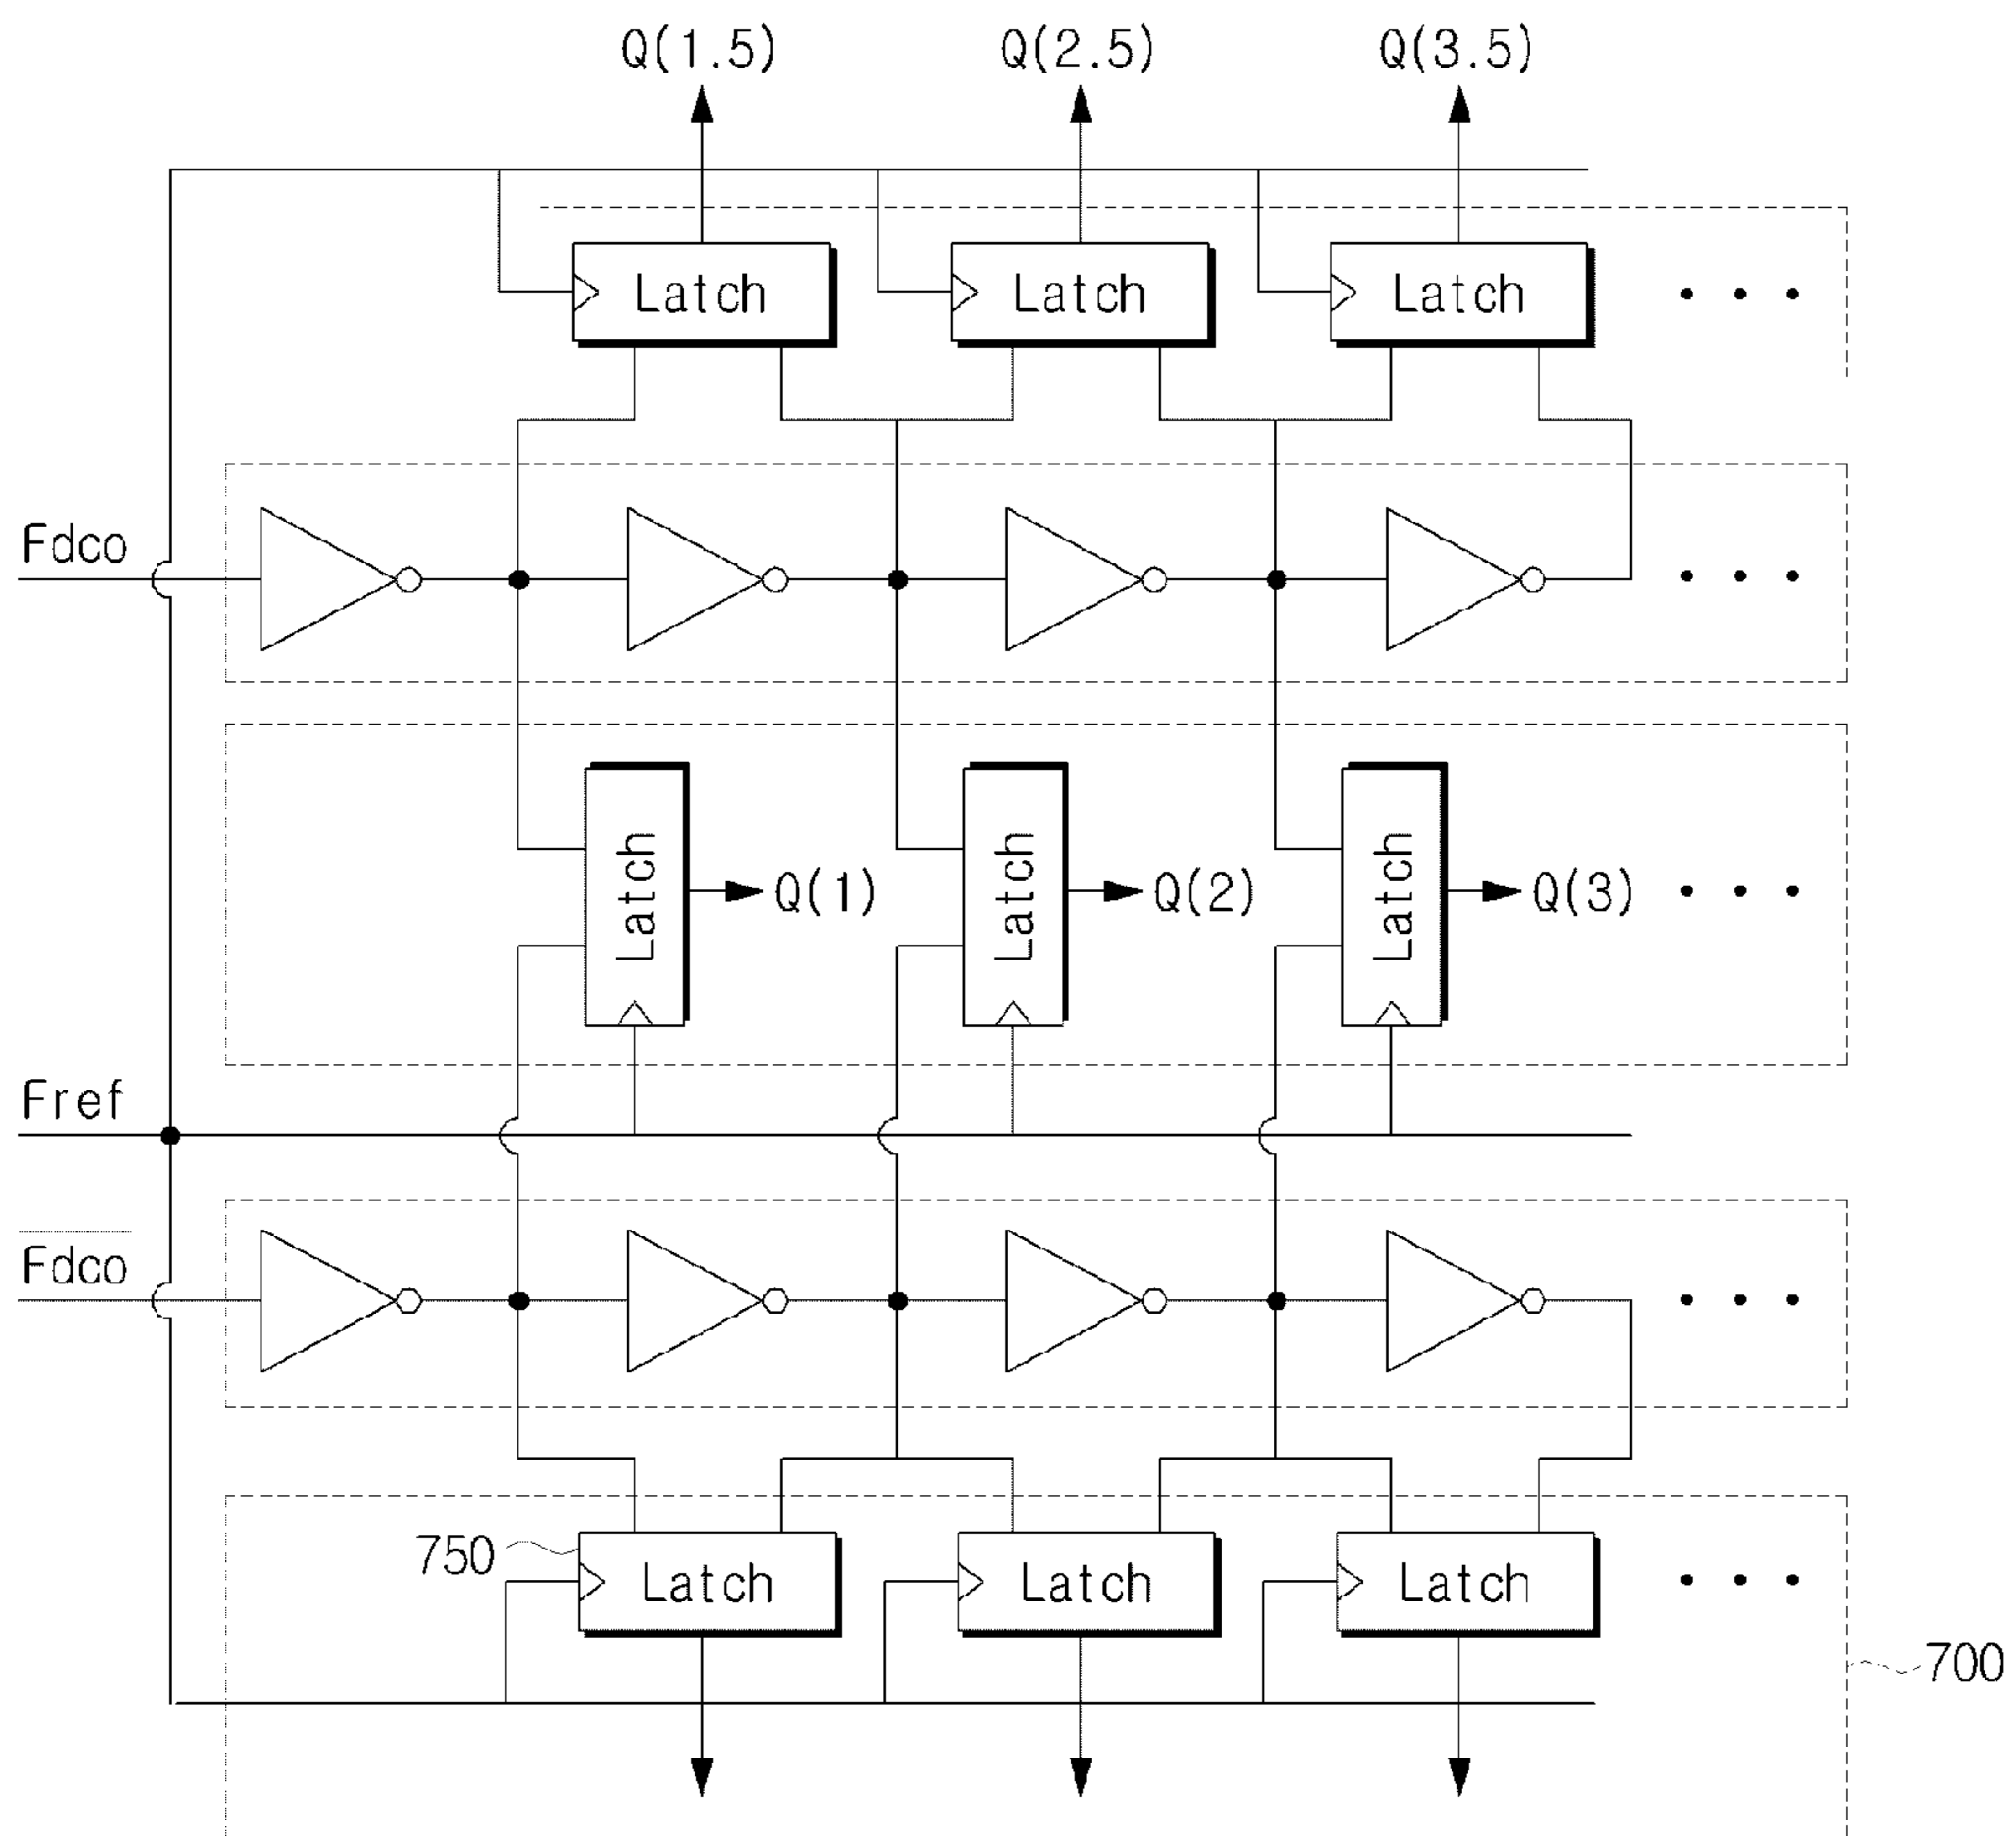 Q(1.5) Q(2.5) Q(3.5)
Latch Latch Latch
Fdco
Latch Q(1) Latch Q(2) Latch Q(3)
Fref
F̅d̅c̅o̅
750 Latch Latch Latch
700